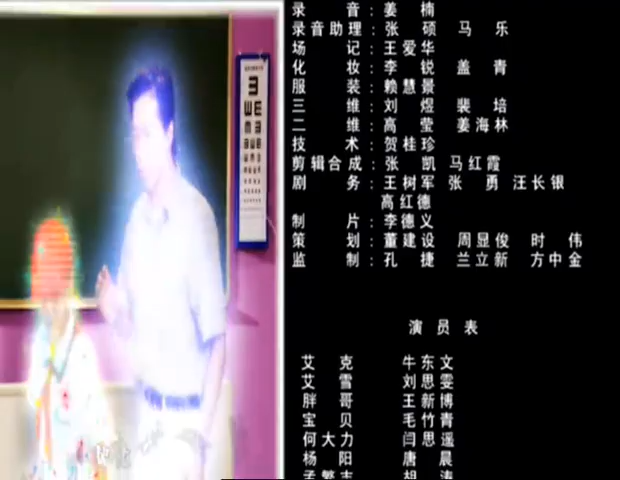 录音：姜楠
录音助理：张硕 马乐
场记：王爱华
化妆：李锐 盖青
服装：赖慧景
三维：刘煜 裴培
二维：高莹 姜海林
技术：贺桂珍
剪辑合成：张凯 马红霞
剧务：王树军 张勇 汪长银
高红德
制片：李德义
策划：董建设 周显俊 时伟
监制：孔捷 兰立新 方中金
演员表
艾克 牛东文
艾雪 刘思雯
胖哥 王新博
宝贝 毛竹青
何大力 闫思遥
杨阳 唐晨
孟繁志 胡涛